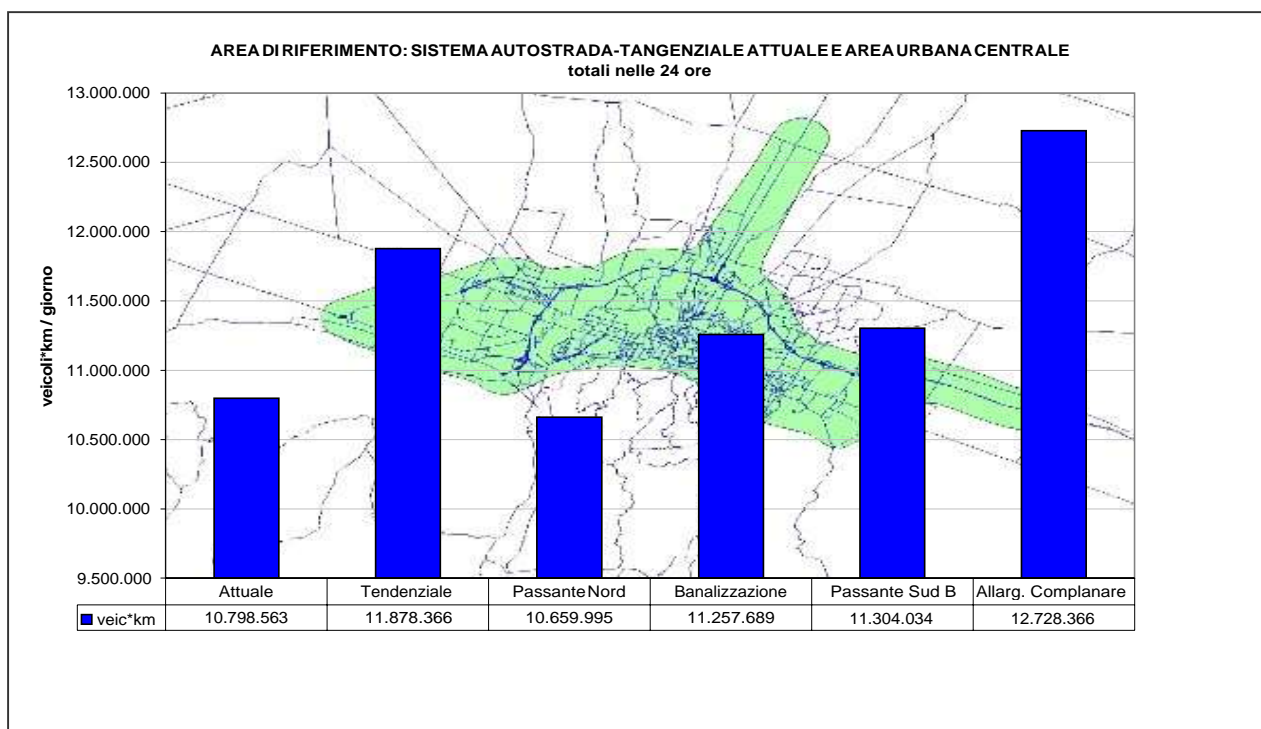 AREA DI RIFERIMENTO: SISTEMA AUTOSTRADA-TANGENZIALE ATTUALE E AREA URBANA CENTRALE
totali nelle 24 ore
veicoli*km / giorno
13.000.000
12.500.000
12.000.000
11.500.000
11.000.000
10.500.000
10.000.000
9.500.000
Attuale Tendenziale Passante Nord Banalizzazione Passante Sud B Allarg. Complanare
veic*km 10.798.563 11.878.366 10.659.995 11.257.689 11.304.034 12.728.366